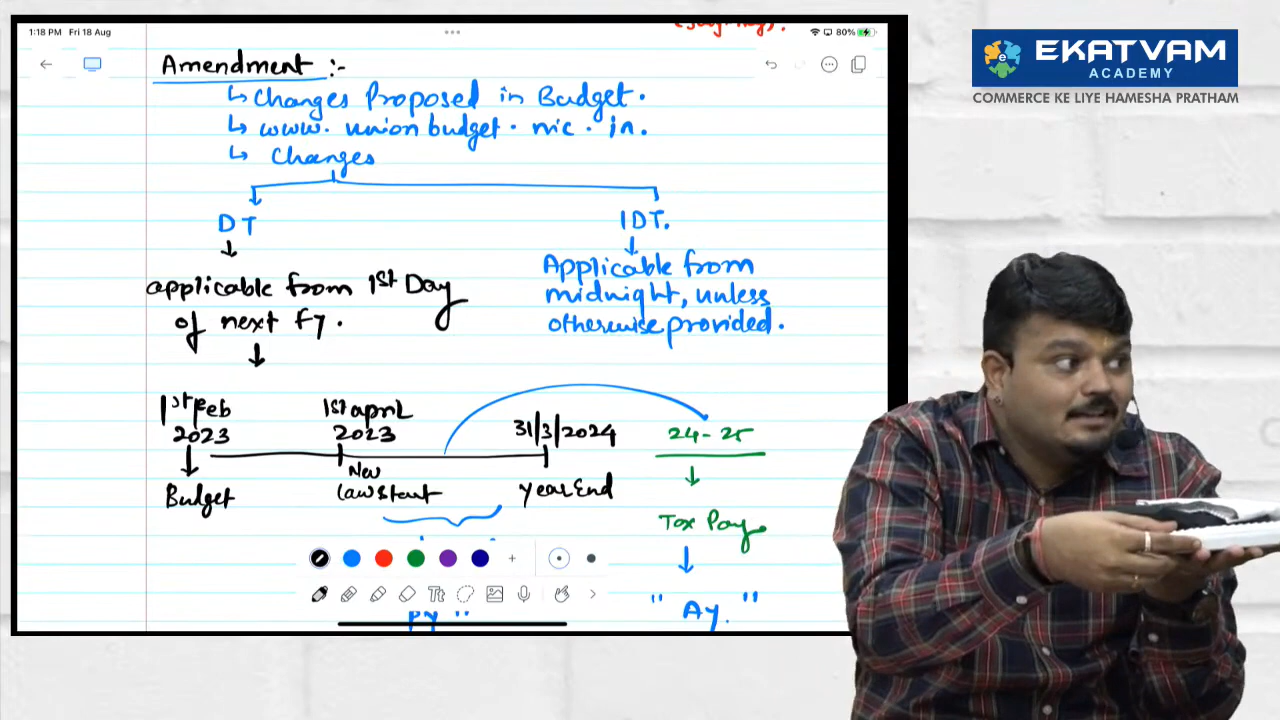 1:18 PM Fri 18 Aug
80%
Amendment :-
↳ Changes Proposed in Budget.
↳ www. union budget. nic. in.
↳ Changes
DT
IDT.
applicable from 1st Day
of next Fy.
Applicable from
midnight, unless
otherwise provided.
1st Feb
2023
1st april
2023
31/3/2024
24-25
Budget
New
law start
year End
Tax Pay
PY "
" Ay. "
EKATVAM
ACADEMY
COMMERCE KE LIYE HAMESHA PRATHAM